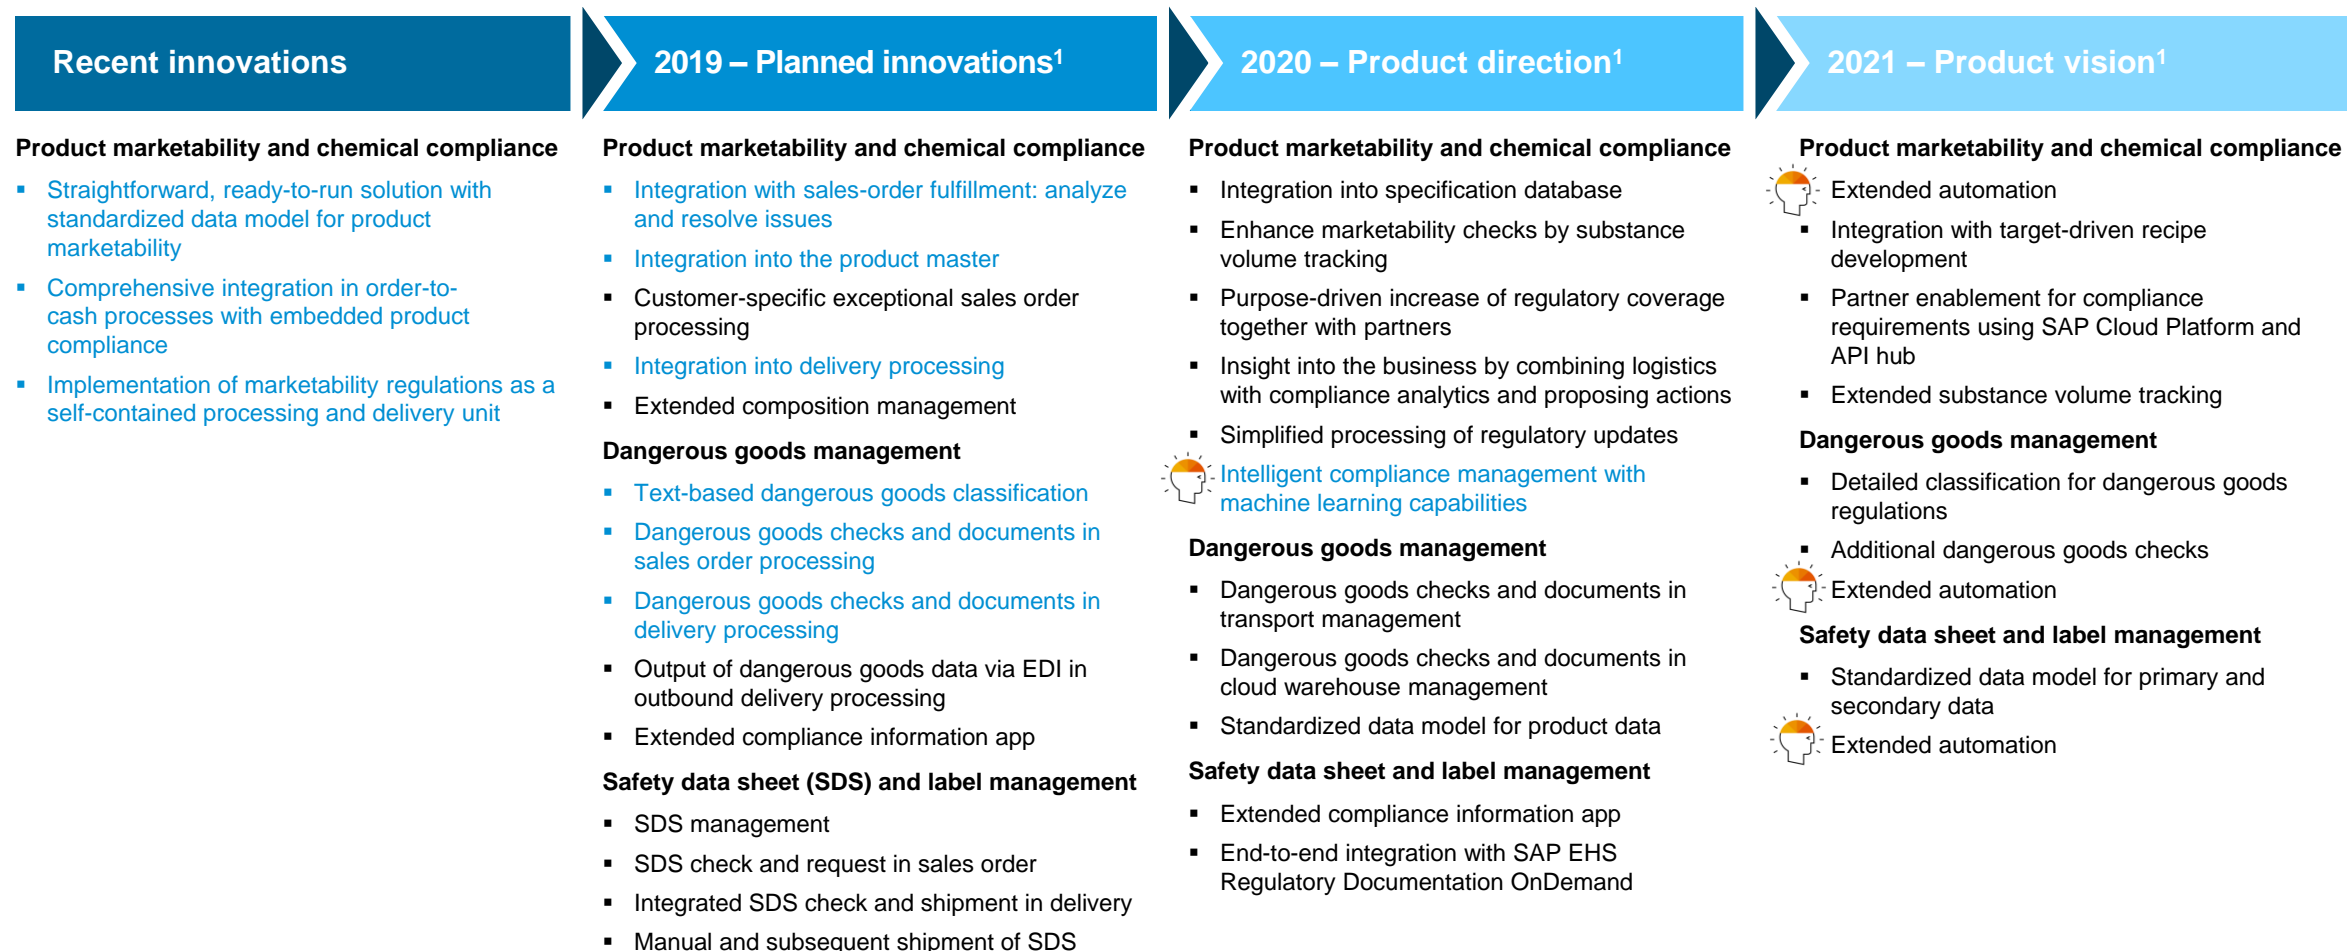 Recent innovations
Product marketability and chemical compliance
▪ Straightforward, ready-to-run solution with
standardized data model for product
marketability
▪ Comprehensive integration in order-to-
cash processes with embedded product
compliance
▪ Implementation of marketability regulations as a
self-contained processing and delivery unit
2019 – Planned innovations¹
Product marketability and chemical compliance
▪ Integration with sales-order fulfillment: analyze
and resolve issues
▪ Integration into the product master
▪ Customer-specific exceptional sales order
processing
▪ Integration into delivery processing
▪ Extended composition management
Dangerous goods management
▪ Text-based dangerous goods classification
▪ Dangerous goods checks and documents in
sales order processing
▪ Dangerous goods checks and documents in
delivery processing
▪ Output of dangerous goods data via EDI in
outbound delivery processing
▪ Extended compliance information app
Safety data sheet (SDS) and label management
▪ SDS management
▪ SDS check and request in sales order
▪ Integrated SDS check and shipment in delivery
▪ Manual and subsequent shipment of SDS
2020 – Product direction¹
Product marketability and chemical compliance
▪ Integration into specification database
▪ Enhance marketability checks by substance
volume tracking
▪ Purpose-driven increase of regulatory coverage
together with partners
▪ Insight into the business by combining logistics
with compliance analytics and proposing actions
▪ Simplified processing of regulatory updates
Intelligent compliance management with
machine learning capabilities
Dangerous goods management
▪ Dangerous goods checks and documents in
transport management
▪ Dangerous goods checks and documents in
cloud warehouse management
▪ Standardized data model for product data
Safety data sheet and label management
▪ Extended compliance information app
▪ End-to-end integration with SAP EHS
Regulatory Documentation OnDemand
2021 – Product vision¹
Product marketability and chemical compliance
Extended automation
▪ Integration with target-driven recipe
development
▪ Partner enablement for compliance
requirements using SAP Cloud Platform and
API hub
▪ Extended substance volume tracking
Dangerous goods management
▪ Detailed classification for dangerous goods
regulations
▪ Additional dangerous goods checks
Extended automation
Safety data sheet and label management
▪ Standardized data model for primary and
secondary data
Extended automation